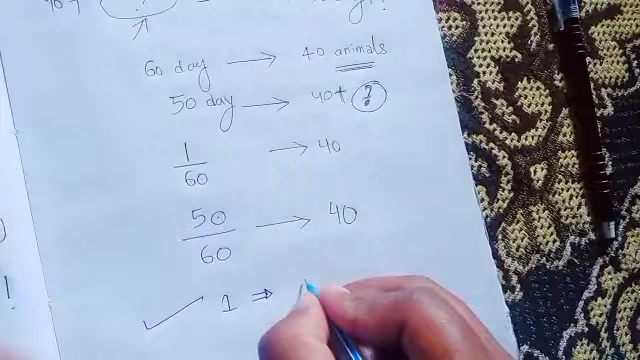 60 day → 40 animals
50 day → 40+ ?
1/60 → 40
50/60 → 40
✓ 1 ⇒